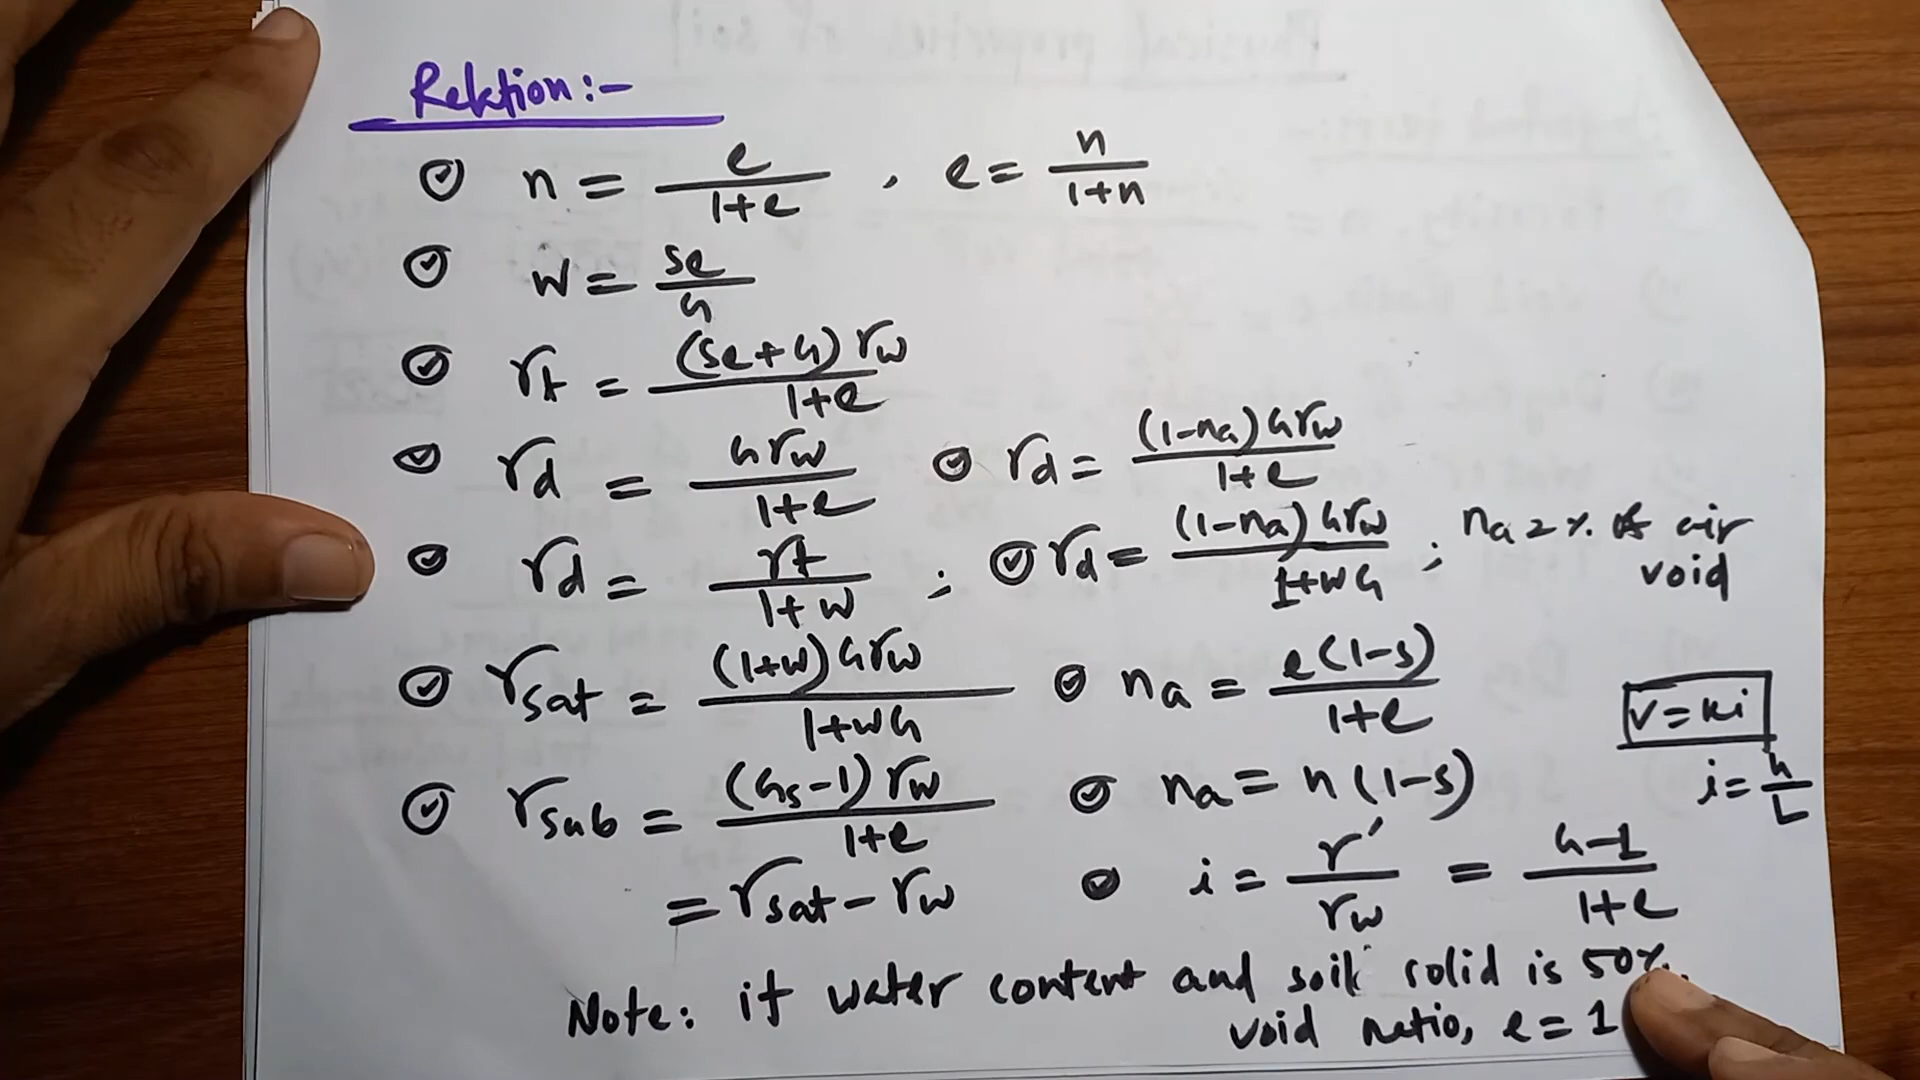 Relation:-
n = e/(1+e) , e = n/(1+n)
w = Se/G
γt = (Se+G)γw/(1+e)
γd = Gγw/(1+e)   γd = (1-na)Gγw/(1+e)
γd = γt/(1+w) ; γd = (1-na)Gγw/(1+wG) ; na = % of air void
γsat = (1+w)Gγw/(1+wG)   na = e(1-s)/(1+e)
v = ki
i = h/L
γsub = (Gs-1)γw/(1+e)   na = n(1-s)
= γsat - γw   i = γ'/γw = (G-1)/(1+e)
Note: if water content and soil solid is 50%.
void ratio, e = 1